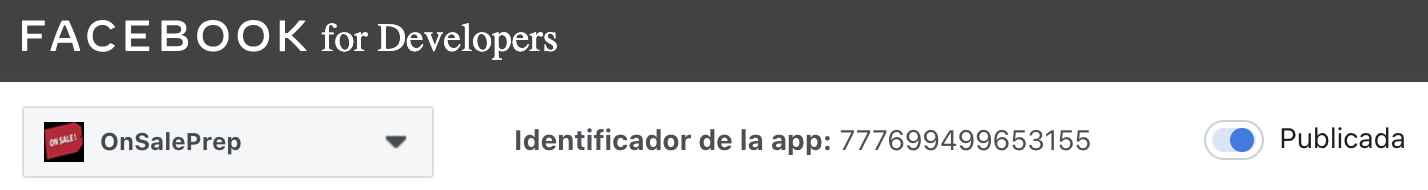 FACEBOOK for Developers
ON SALE!
OnSalePrep
Identificador de la app: 777699499653155
Publicada